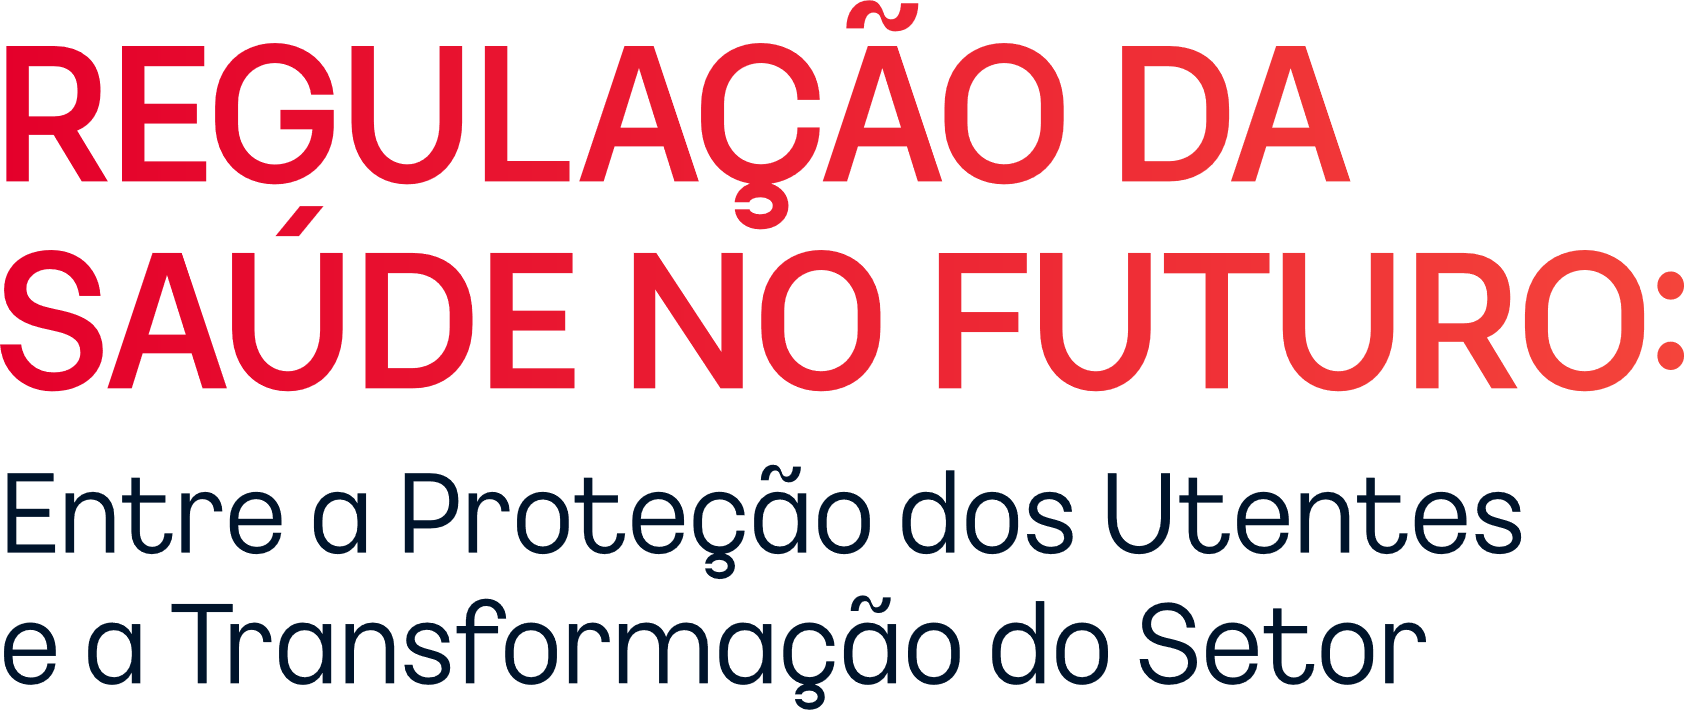 REGULAÇÃO DA
SAÚDE NO FUTURO:
Entre a Proteção dos Utentes
e a Transformação do Setor